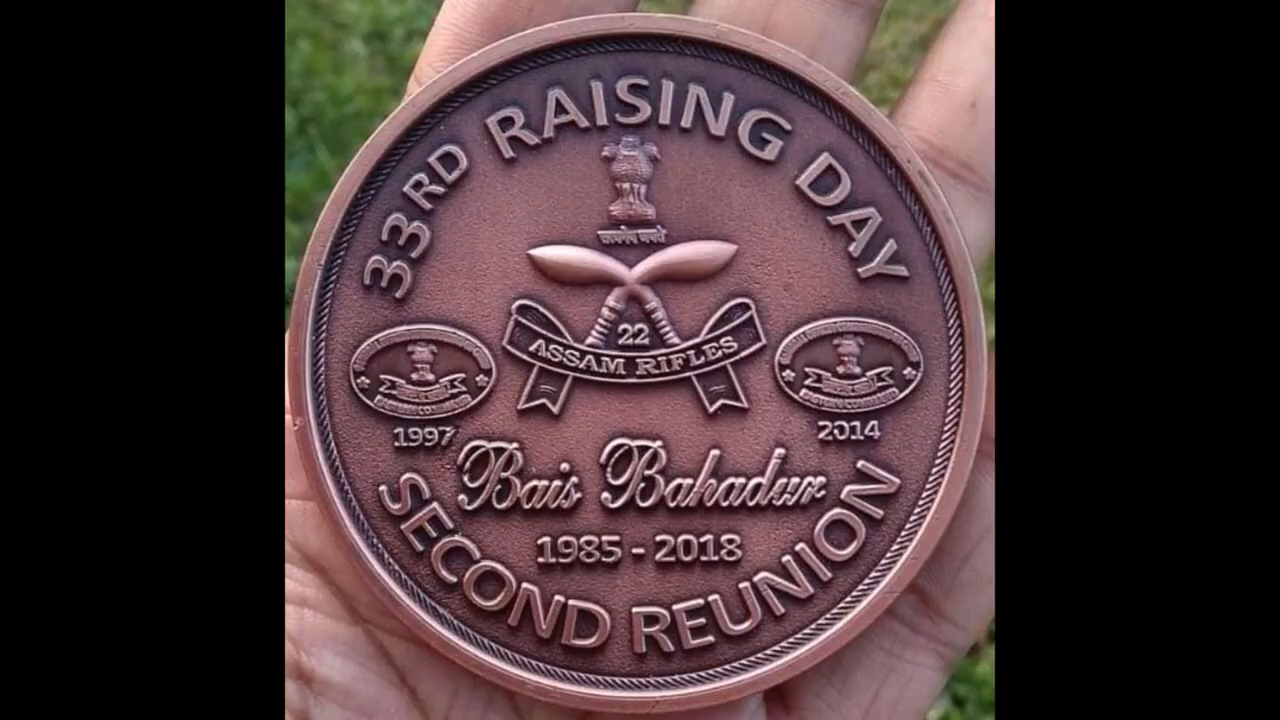 33RD RAISING DAY
सत्यमेव जयते
22
ASSAM RIFLES
1997
2014
Bais Bahadur
1985 - 2018
SECOND REUNION